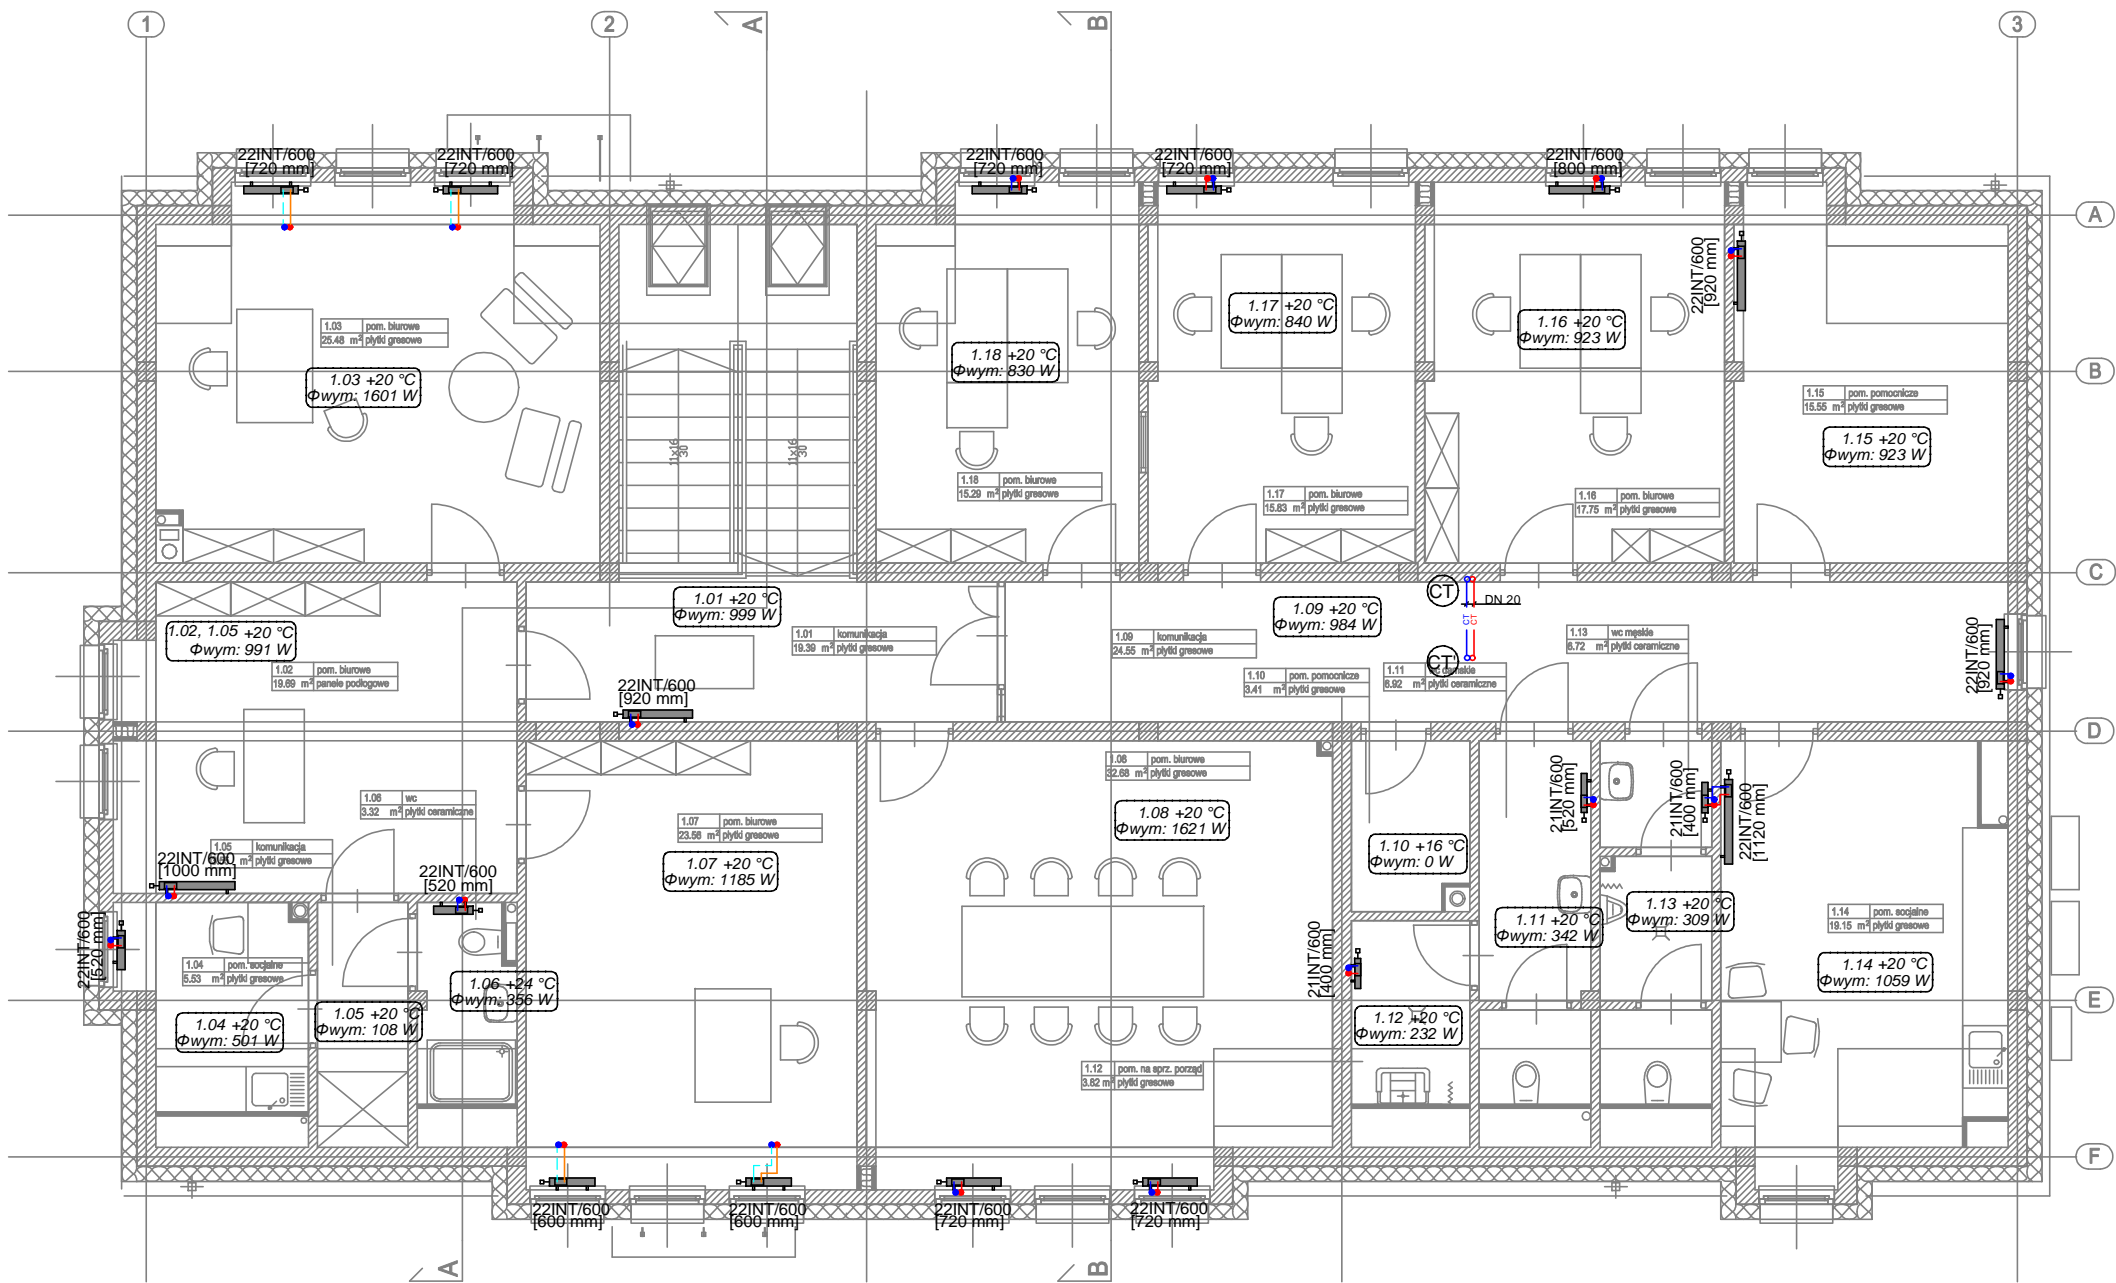 1
2
A
B
3
22INT/600
[720 mm]
22INT/600
[720 mm]
22INT/600
[720 mm]
22INT/600
[720 mm]
22INT/600
[800 mm]
A
22INT/600
[920 mm]
1.03 pom. biurowe
25.48 m² płytki gresowe
1.03 +20 °C
Φwym: 1601 W
1.18 +20 °C
Φwym: 830 W
1.17 +20 °C
Φwym: 840 W
1.16 +20 °C
Φwym: 923 W
B
1.15 pom. pomocnicze
15.55 m² płytki gresowe
1.15 +20 °C
Φwym: 923 W
11x16
30
11x16
30
1.18 pom. biurowe
15.29 m² płytki gresowe
1.17 pom. biurowe
15.83 m² płytki gresowe
1.16 pom. biurowe
17.75 m² płytki gresowe
C
CT
DN 20
CT
CT
CT
1.01 +20 °C
Φwym: 999 W
1.09 +20 °C
Φwym: 984 W
1.02, 1.05 +20 °C
Φwym: 991 W
1.01 komunikacja
19.39 m² płytki gresowe
1.09 komunikacja
24.55 m² płytki gresowe
1.13 wc męskie
6.72 m² płytki ceramiczne
1.02 pom. biurowe
19.69 m² panele podłogowe
1.10 pom. pomocnicze
3.41 m² płytki gresowe
1.11 wc damskie
6.92 m² płytki ceramiczne
22INT/600
[920 mm]
22INT/600
[920 mm]
D
1.08 pom. biurowe
32.68 m² płytki gresowe
1.06 wc
3.32 m² płytki ceramiczne
1.07 pom. biurowe
23.56 m² płytki gresowe
1.08 +20 °C
Φwym: 1621 W
21INT/600
[520 mm]
21INT/600
[400 mm]
22INT/600
[1120 mm]
1.05 komunikacja
m² płytki gresowe
22INT/600
[1000 mm]
22INT/600
[520 mm]
1.07 +20 °C
Φwym: 1185 W
1.10 +16 °C
Φwym: 0 W
1.11 +20 °C
Φwym: 342 W
1.13 +20 °C
Φwym: 309 W
1.14 pom. socjalne
19.15 m² płytki gresowe
22INT/600
[520 mm]
1.04 pom. socjalne
5.53 m² płytki gresowe
21INT/600
[400 mm]
1.06 +24 °C
Φwym: 356 W
1.14 +20 °C
Φwym: 1059 W
E
1.04 +20 °C
Φwym: 501 W
1.05 +20 °C
Φwym: 108 W
1.12 +20 °C
Φwym: 232 W
1.12 pom. na sprz. porząd
3.62 m² płytki gresowe
F
22INT/600
[600 mm]
22INT/600
[600 mm]
22INT/600
[720 mm]
22INT/600
[720 mm]
A
B